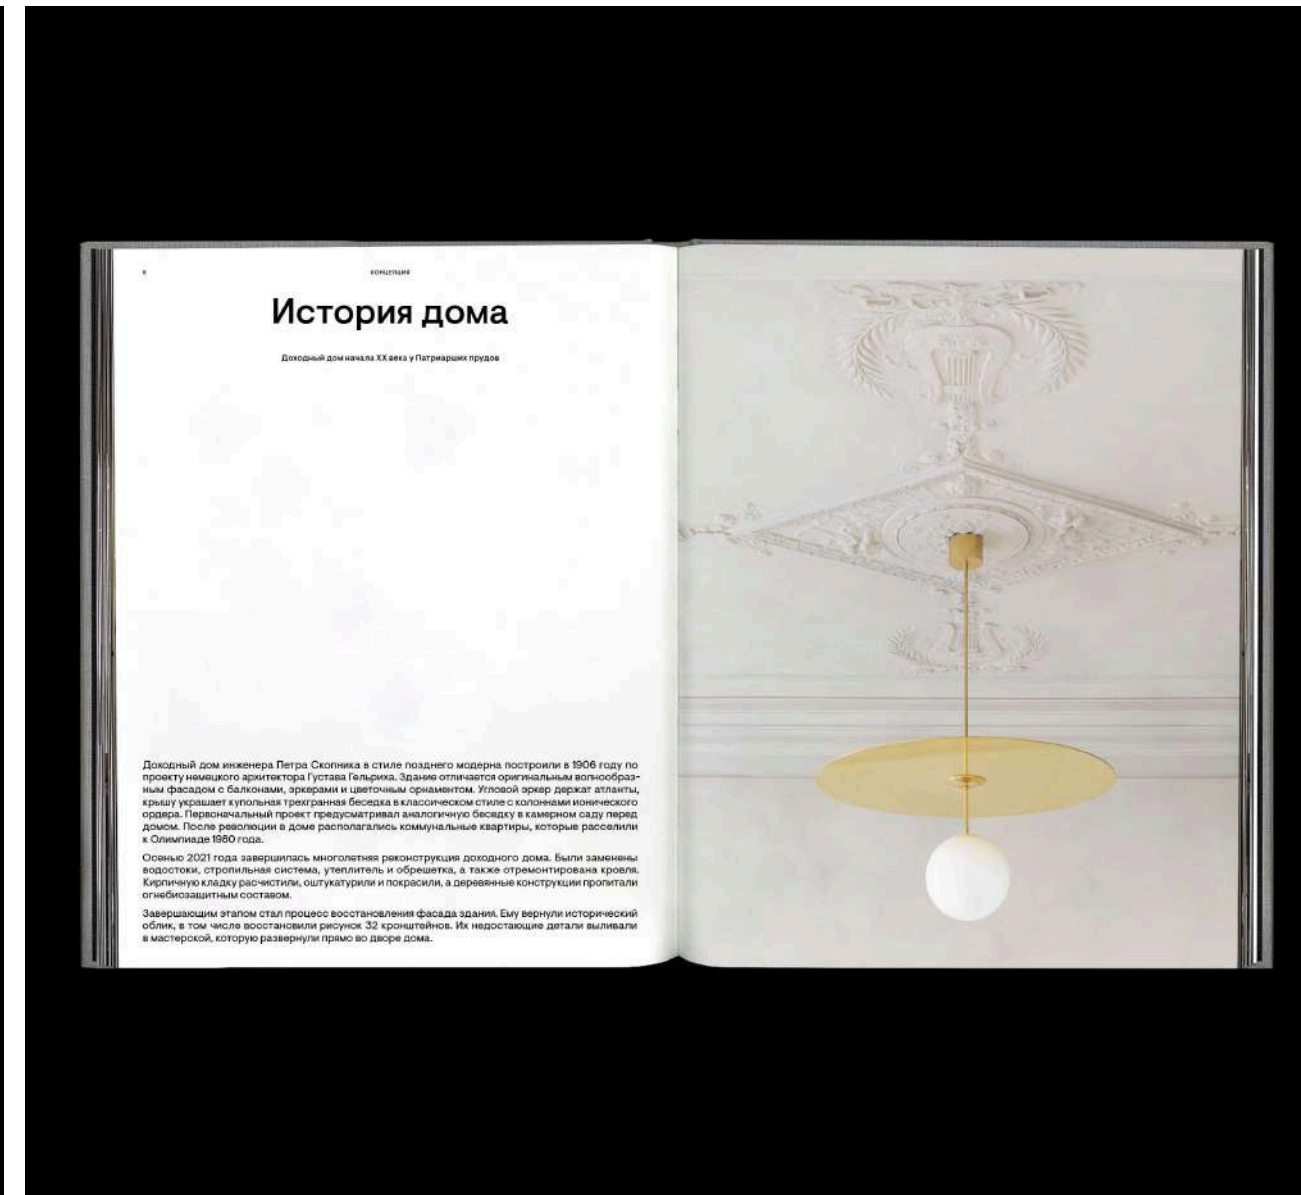 6
КОНЦЕПЦИЯ
История дома
Доходный дом начала XX века у Патриарших прудов
Доходный дом инженера Петра Скопника в стиле позднего модерна построили в 1906 году по
проекту немецкого архитектора Густава Гельриха. Здание отличается оригинальным волнообраз-
ным фасадом с балконами, эркерами и цветочным орнаментом. Угловой эркер держат атланты,
крышу украшает купольная трехгранная беседка в классическом стиле с колоннами ионического
ордера. Первоначальный проект предусматривал аналогичную беседку в камерном саду перед
домом. После революции в доме располагались коммунальные квартиры, которые расселили
к Олимпиаде 1980 года.
Осенью 2021 года завершилась многолетняя реконструкция доходного дома. Были заменены
водостоки, стропильная система, утеплитель и обрешетка, а также отремонтирована кровля.
Кирпичную кладку расчистили, оштукатурили и покрасили, а деревянные конструкции пропитали
огнебиозащитным составом.
Завершающим этапом стал процесс восстановления фасада здания. Ему вернули исторический
облик, в том числе восстановили рисунок 32 кронштейнов. Их недостающие детали выливали
в мастерской, которую развернули прямо во дворе дома.